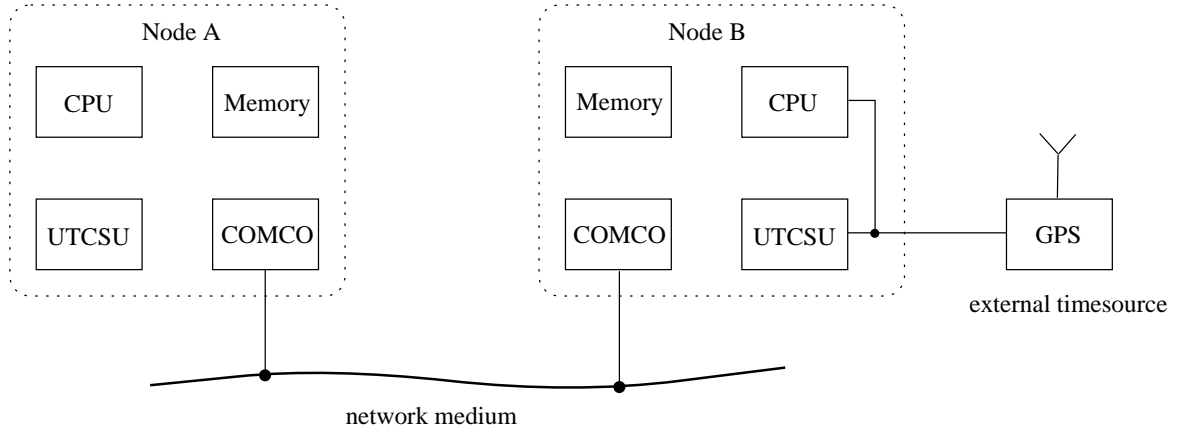 Node A
CPU
Memory
UTCSU
COMCO
Node B
Memory
CPU
COMCO
UTCSU
GPS
external timesource
network medium